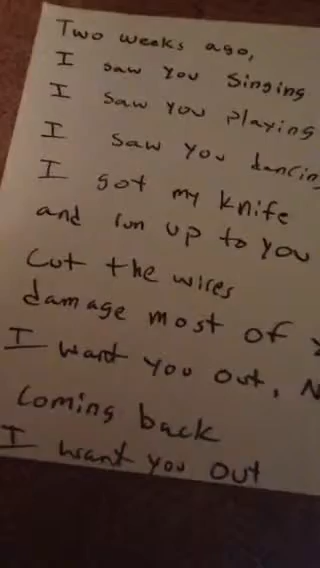 Two weeks ago,
I saw you singing
I saw you playing
I saw you dancin
I got my knife
and run up to you
Cut the wires
damage most of
I want you out, N
coming back
I want you out